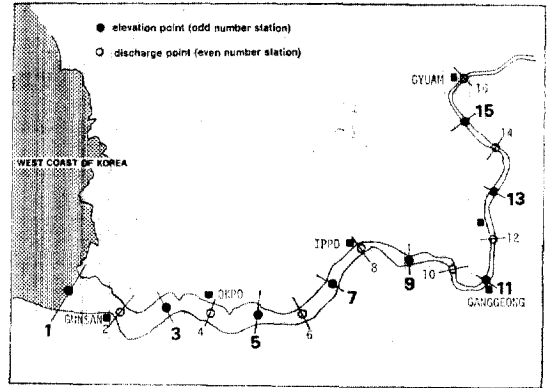 elevation point (odd number station)
discharge point (even number station)
GYUAM
16
15
14
WEST COAST OF KOREA
13
12
IPPO
8
9
10
11
GANGGEONG
7
OKPO
1
GUNSAN
2
3
4
5
6